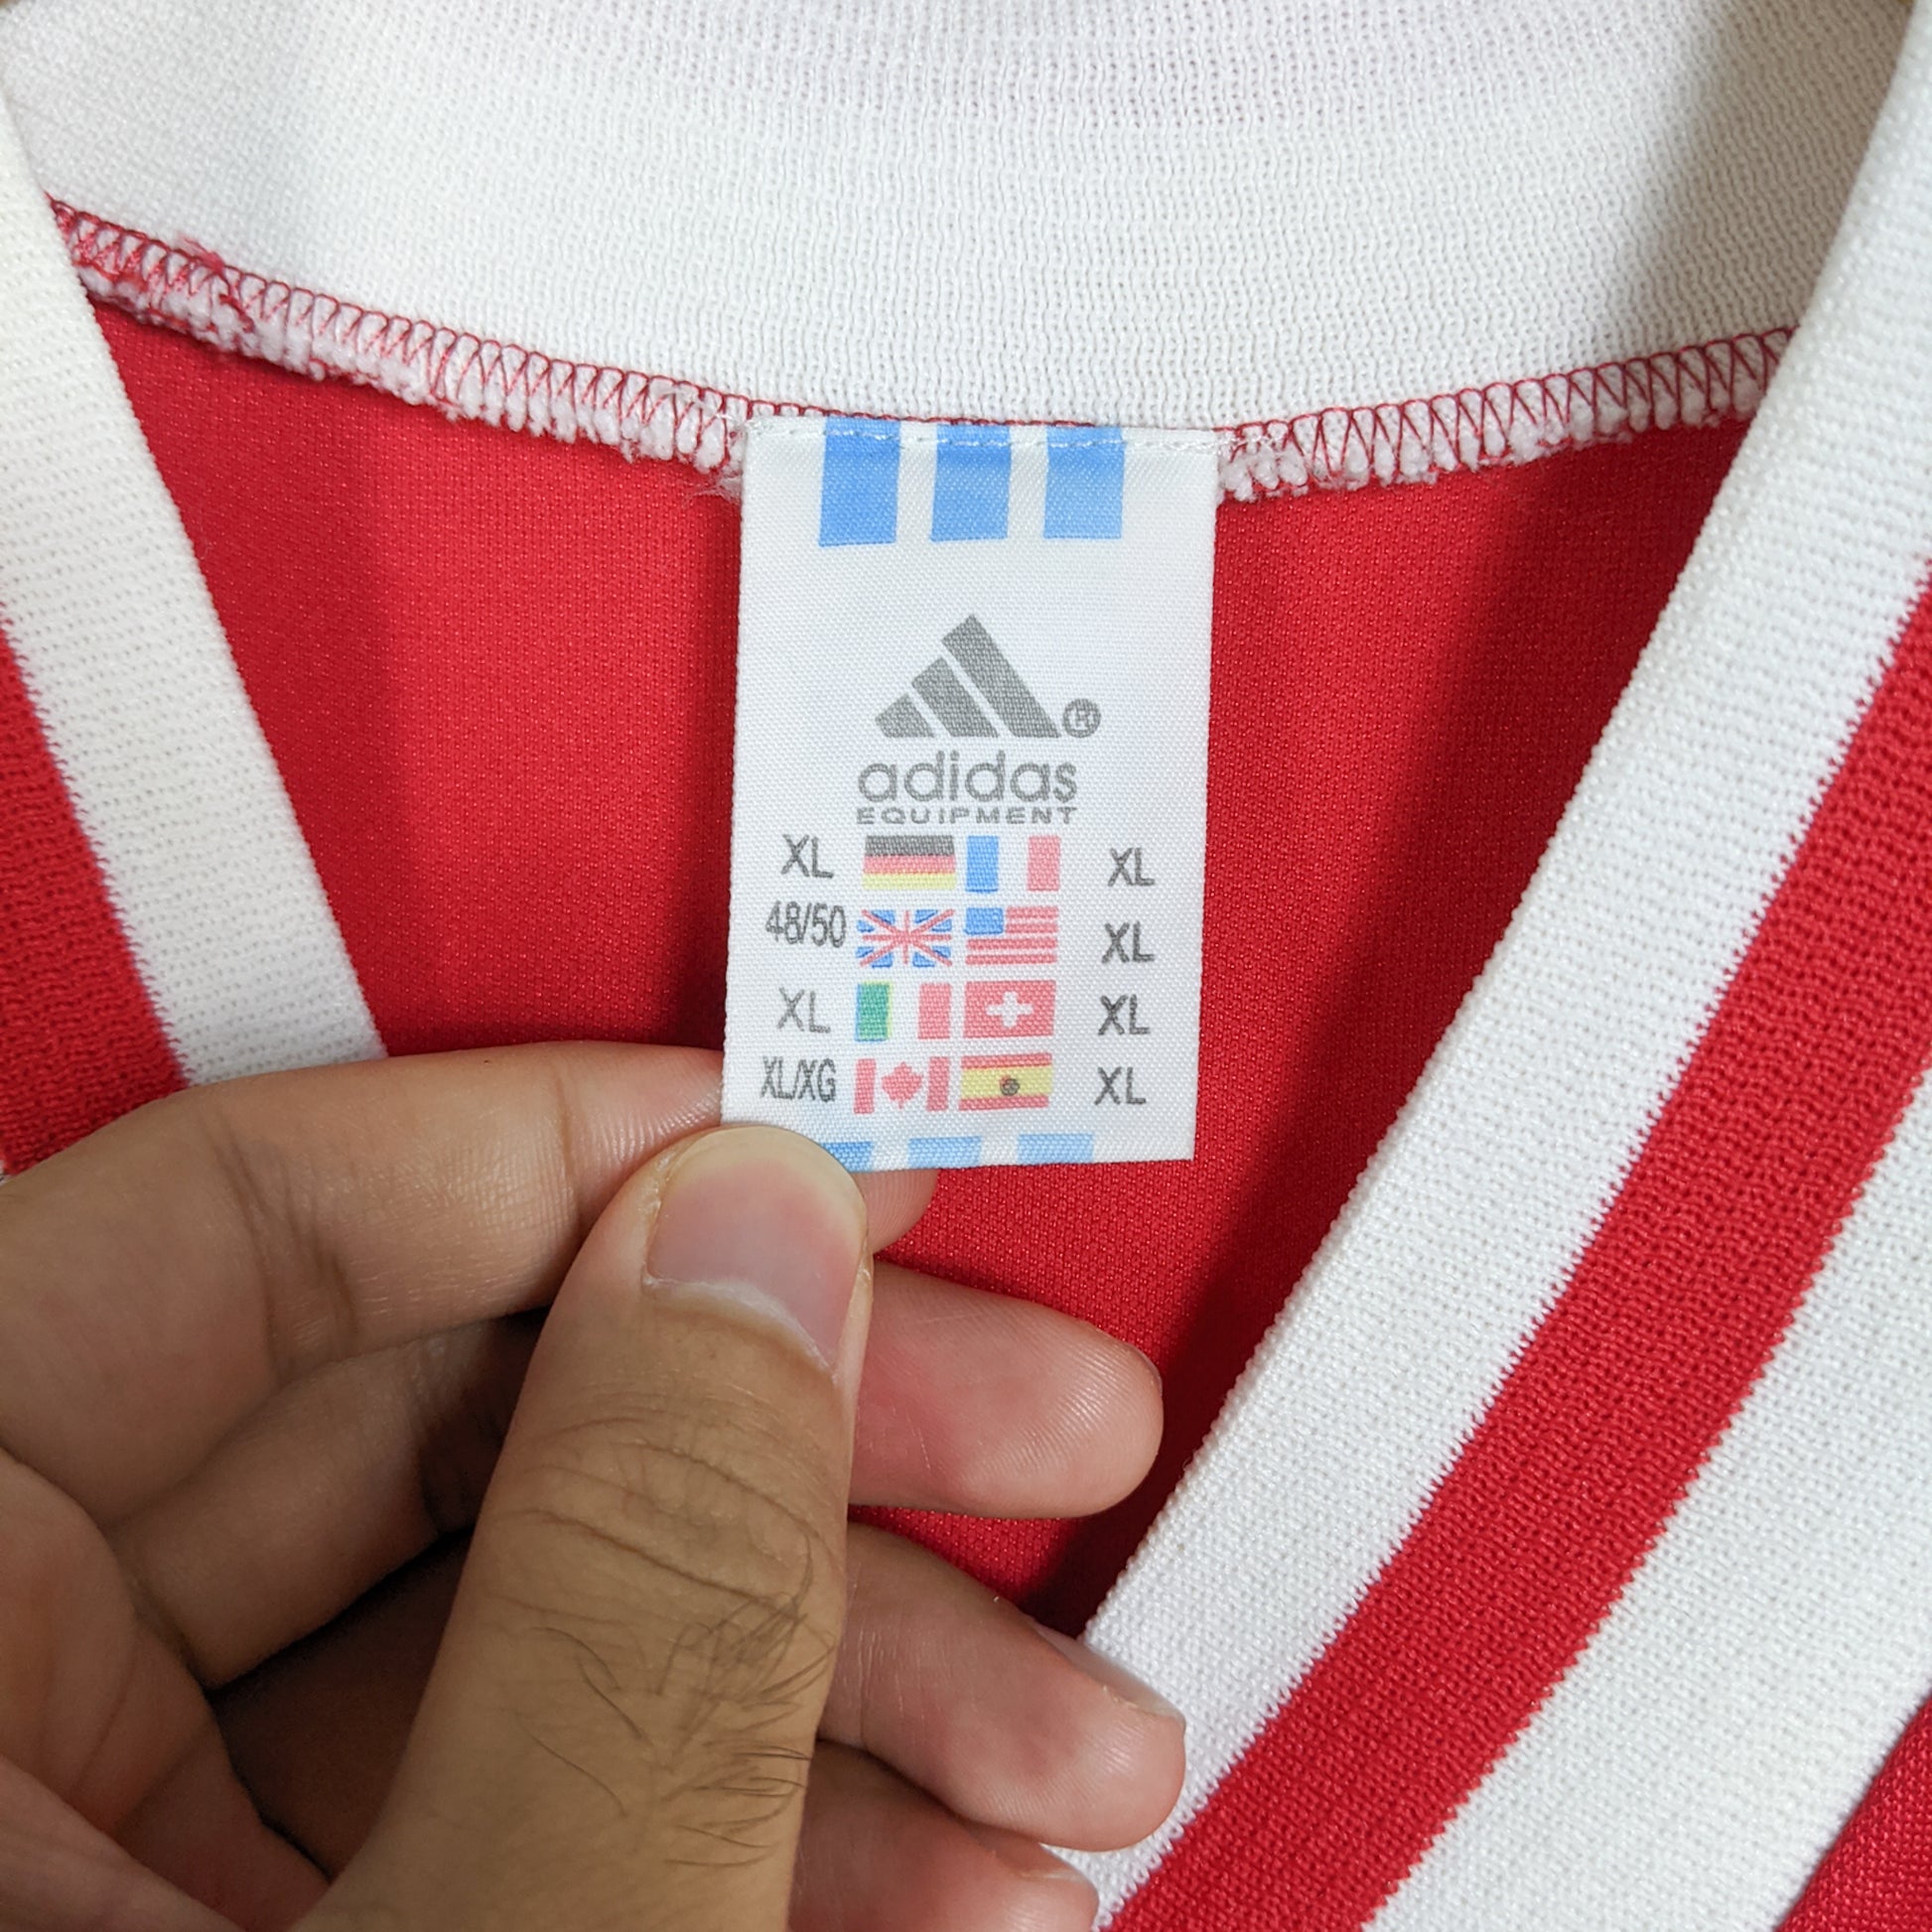 ®
adidas
EQUIPMENT
XL XL
48/50 XL
XL XL
XL/XG XL